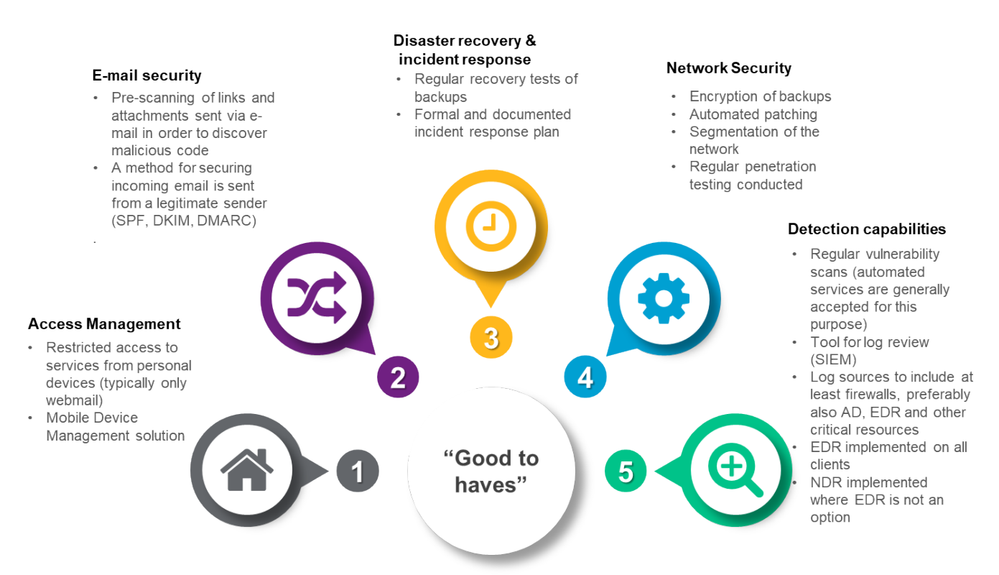 Access Management
• Restricted access to
services from personal
devices (typically only
webmail)
• Mobile Device
Management solution
1
E-mail security
• Pre-scanning of links and
attachments sent via e-
mail in order to discover
malicious code
• A method for securing
incoming email is sent
from a legitimate sender
(SPF, DKIM, DMARC)
.
2
Disaster recovery &
incident response
• Regular recovery tests of
backups
• Formal and documented
incident response plan
3
Network Security
• Encryption of backups
• Automated patching
• Segmentation of the
network
• Regular penetration
testing conducted
4
Detection capabilities
• Regular vulnerability
scans (automated
services are generally
accepted for this
purpose)
• Tool for log review
(SIEM)
• Log sources to include at
least firewalls, preferably
also AD, EDR and other
critical resources
• EDR implemented on all
clients
• NDR implemented
where EDR is not an
option
5
“Good to
haves”